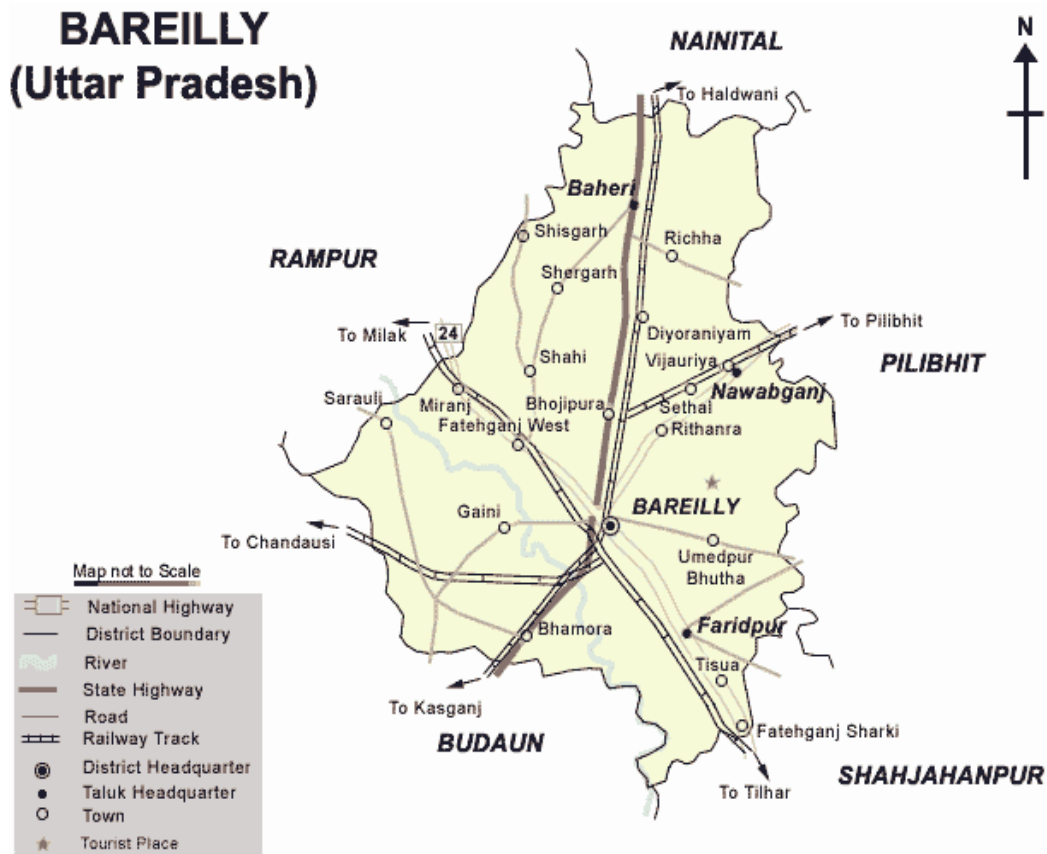 BAREILLY
(Uttar Pradesh)
NAINITAL
N
To Haldwani
Baheri
Shisgarh
Richha
RAMPUR
Shergarh
To Milak
24
Diyoraniyam
To Pilibhit
Shahi
Vijauriya
PILIBHIT
Nawabganj
Sarauli
Miranj
Bhojipura
Sethal
Fatehganj West
Rithanra
BAREILLY
Gaini
To Chandausi
Umedpur
Bhutha
Map not to Scale
National Highway
District Boundary
River
State Highway
Road
Railway Track
District Headquarter
Taluk Headquarter
Town
Tourist Place
Bhamora
Faridpur
Tisua
To Kasganj
BUDAUN
Fatehganj Sharki
SHAHJAHANPUR
To Tilhar